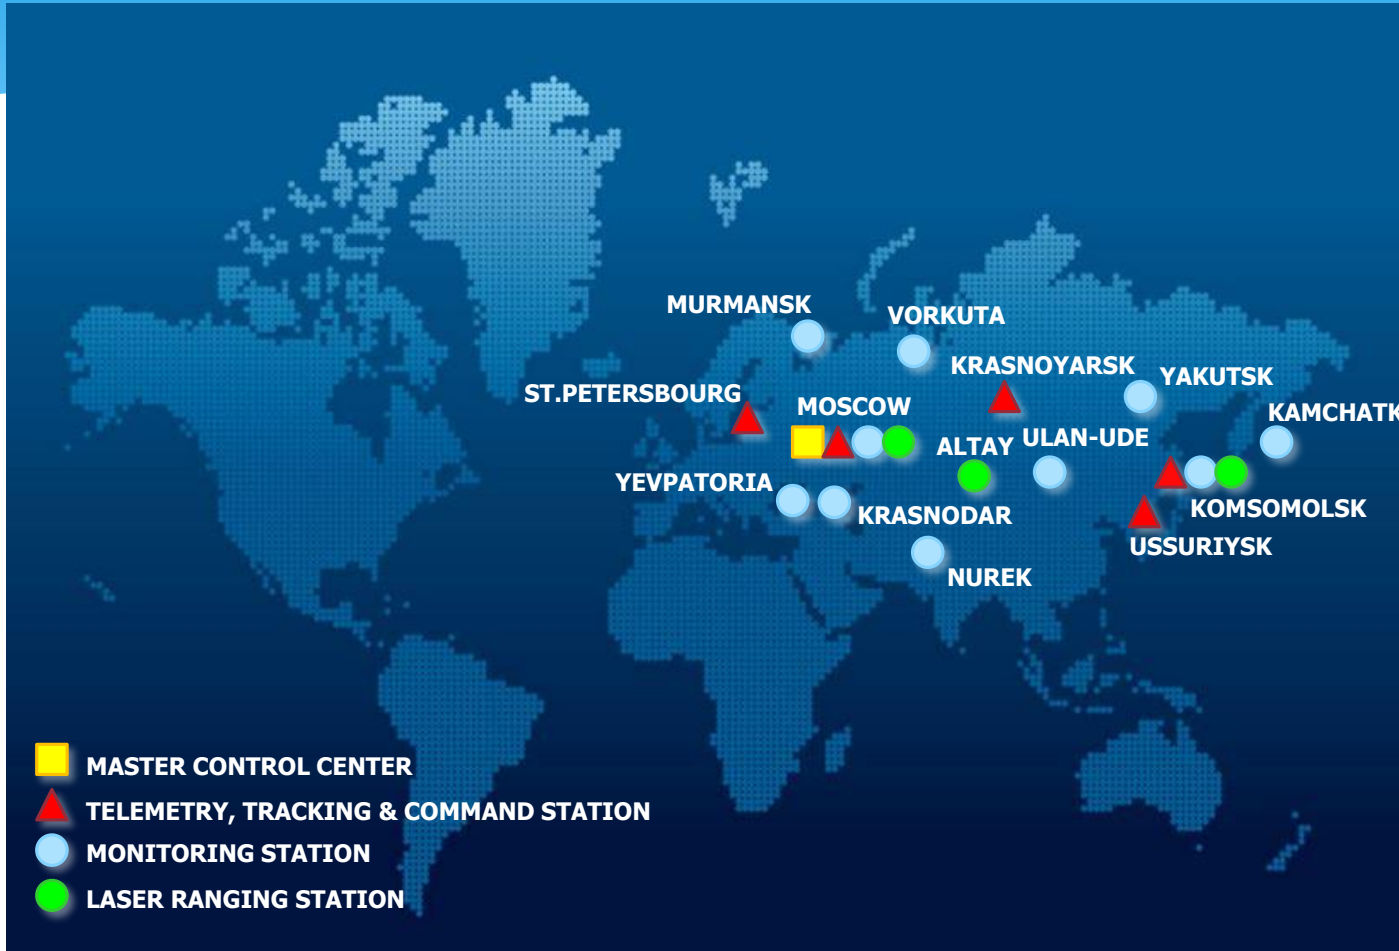 MURMANSK
VORKUTA
KRASNOYARSK
YAKUTSK
ST.PETERSBOURG
MOSCOW
KAMCHATK
ALTAY
ULAN-UDE
YEVPATORIA
KRASNODAR
KOMSOMOLSK
USSURIYSK
NUREK
MASTER CONTROL CENTER
TELEMETRY, TRACKING & COMMAND STATION
MONITORING STATION
LASER RANGING STATION